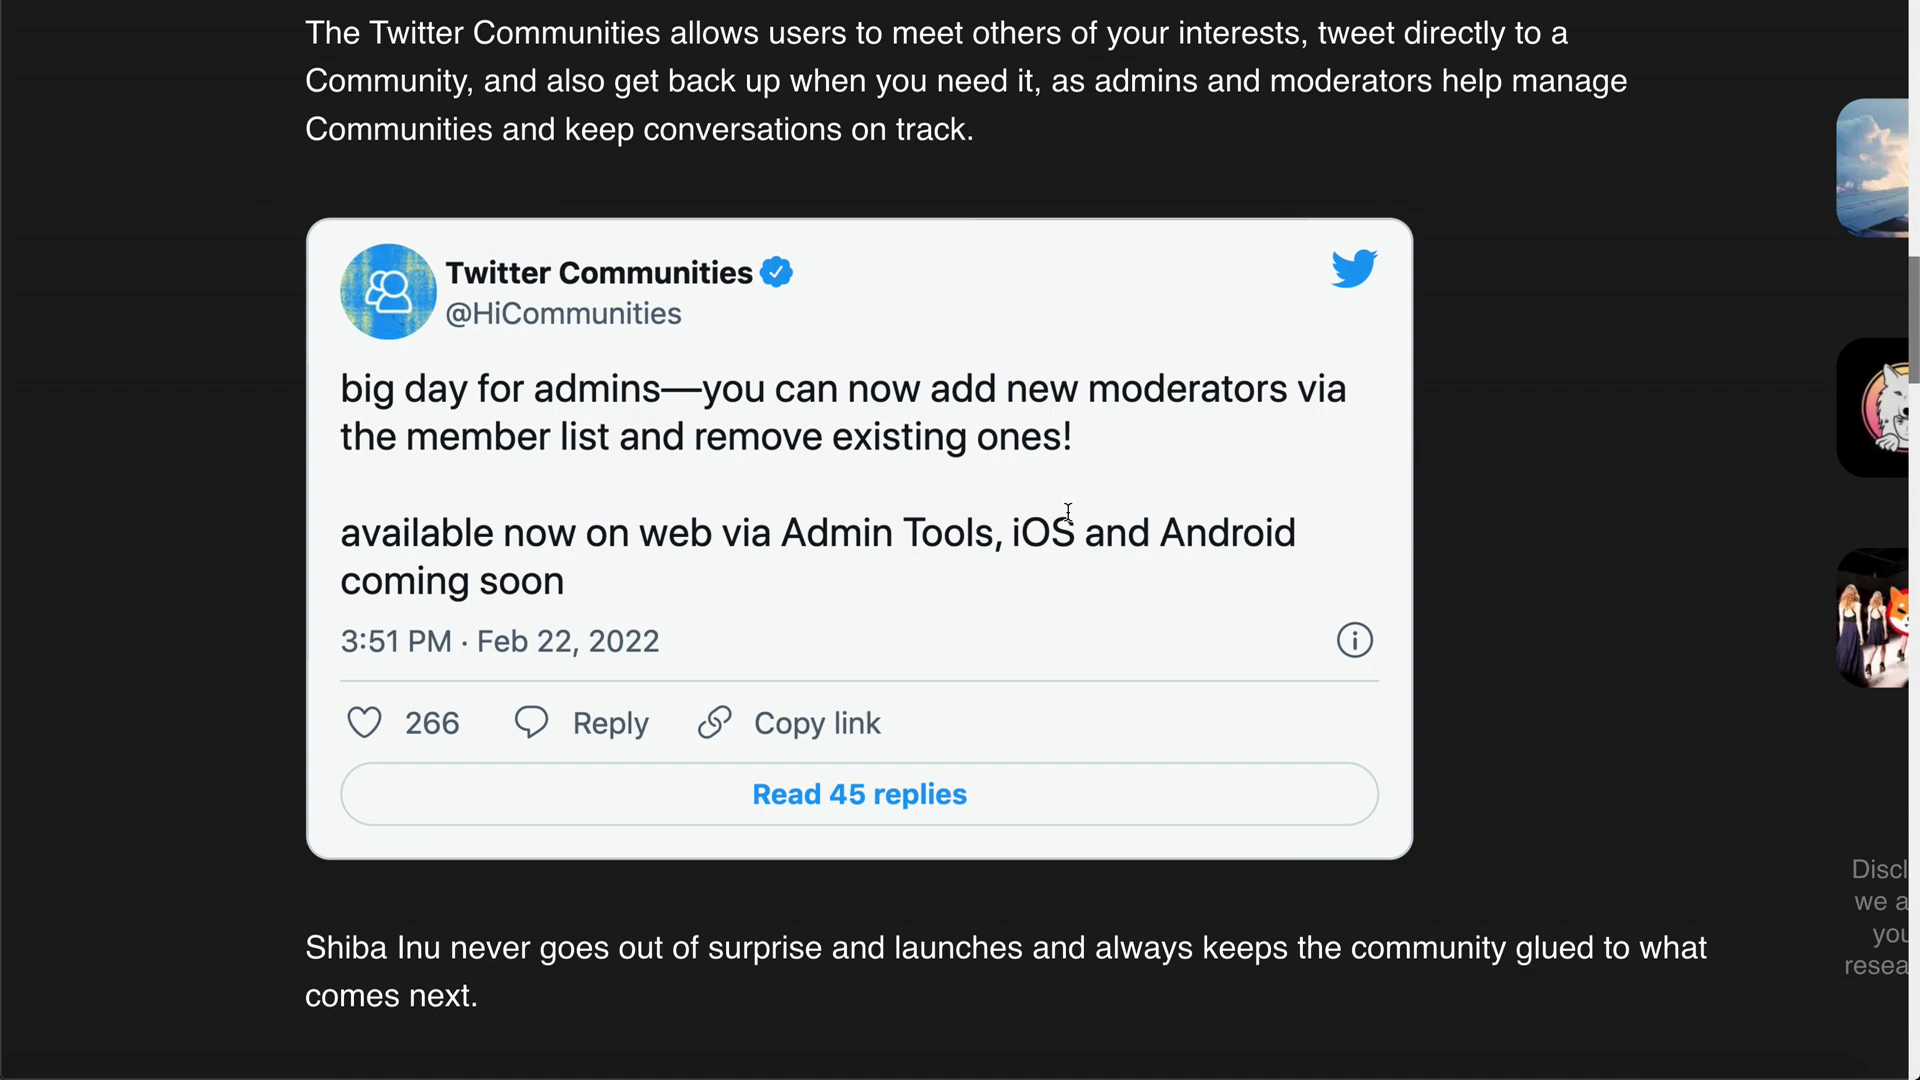 The Twitter Communities allows users to meet others of your interests, tweet directly to a
Community, and also get back up when you need it, as admins and moderators help manage
Communities and keep conversations on track.
Twitter Communities
@HiCommunities
big day for admins—you can now add new moderators via
the member list and remove existing ones!
available now on web via Admin Tools, iOS and Android
coming soon
3:51 PM · Feb 22, 2022
266 Reply Copy link
Read 45 replies
Shiba Inu never goes out of surprise and launches and always keeps the community glued to what
comes next.
we